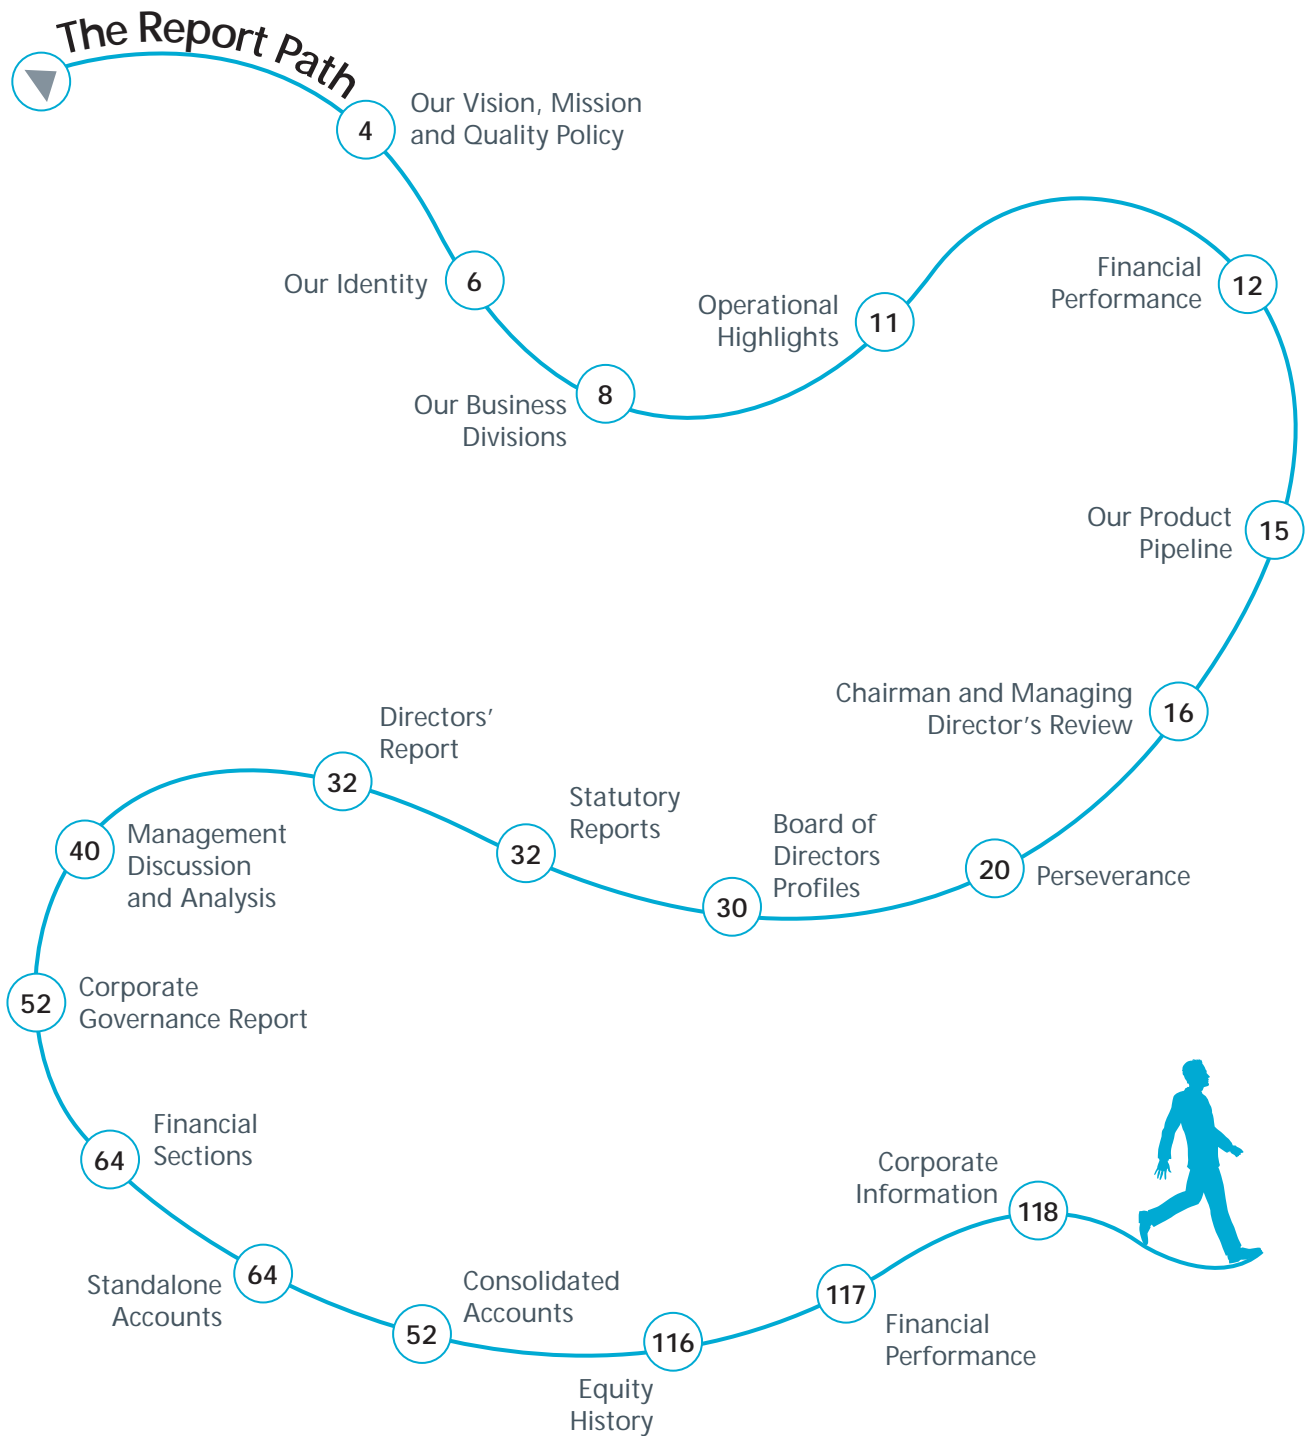 The Report Path
4
Our Vision, Mission
and Quality Policy
6
Our Identity
8
Our Business
Divisions
11
Operational
Highlights
12
Financial
Performance
15
Our Product
Pipeline
16
Chairman and Managing
Director’s Review
20
Perseverance
30
Board of
Directors
Profiles
32
Statutory
Reports
32
Directors’
Report
40
Management
Discussion
and Analysis
52
Corporate
Governance Report
64
Financial
Sections
64
Standalone
Accounts
52
Consolidated
Accounts
116
Equity
History
117
Financial
Performance
118
Corporate
Information